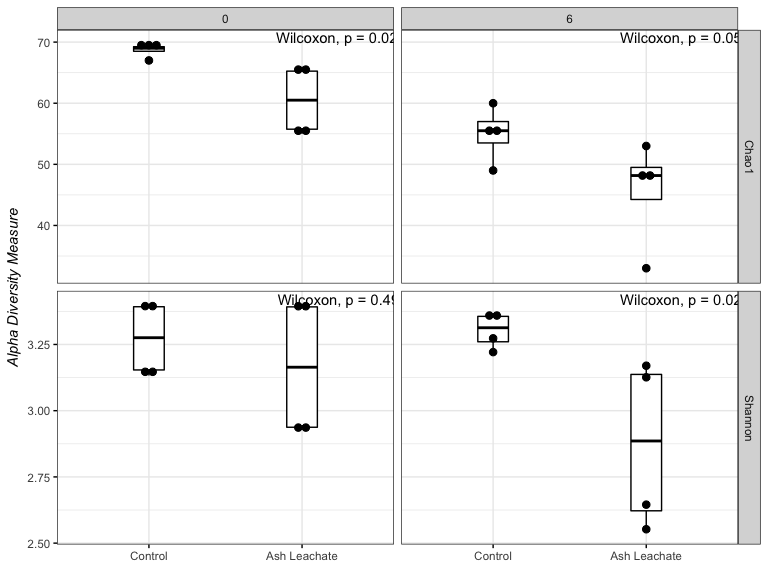 0
6
Wilcoxon, p = 0.02
Wilcoxon, p = 0.05
70
60
50
40
Chao1
Alpha Diversity Measure
Wilcoxon, p = 0.49
Wilcoxon, p = 0.02
3.25
3.00
2.75
2.50
Shannon
Control
Ash Leachate
Control
Ash Leachate